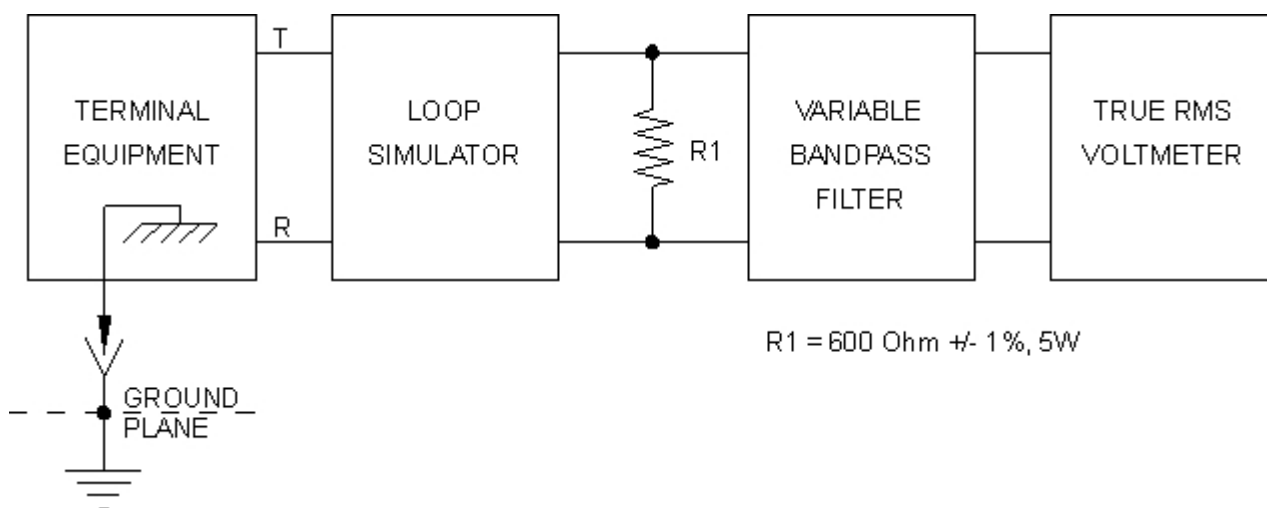 T
TERMINAL
EQUIPMENT
R
LOOP
SIMULATOR
R1
VARIABLE
BANDPASS
FILTER
TRUE RMS
VOLTMETER
R1 = 600 Ohm +/- 1%, 5W
GROUND
PLANE